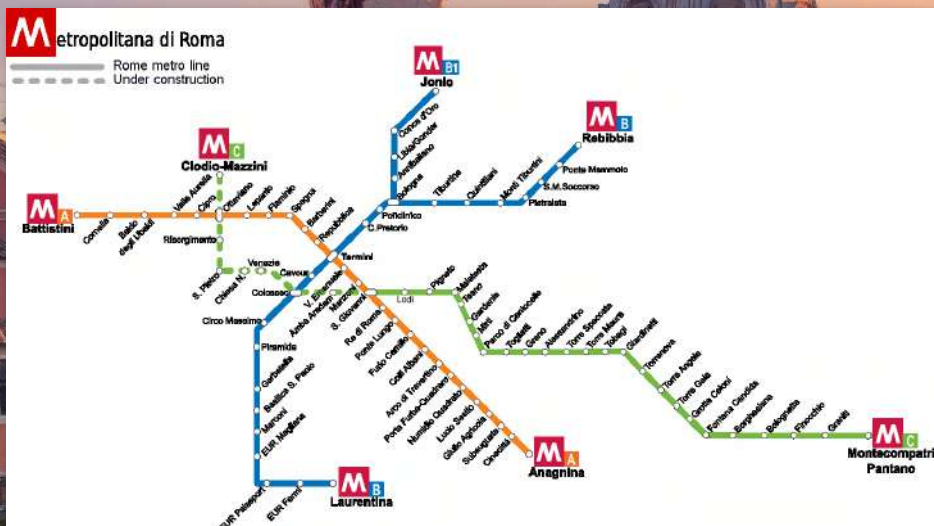 M etropolitana di Roma
Rome metro line
Under construction
M B1
Jonio
M B
Rebibbia
M C
Clodio-Mazzini
M A
Battistini
Cornelia
Baldo
degli Ubaldi
Valle Aurelia
Cipro
Ottaviano
Lepanto
Flaminio
Spagna
Barberini
Repubblica
Termini
Conca d'Oro
Libia/Gondar
Annibaliano
Bologna
Tiburtina
Quintiliani
Monti Tiburtini
Pietralata
S.M.Soccorso
Ponte Mammolo
Policlinico
C.Pretorio
Risorgimento
S. Pietro
Chiesa N.
Venezia
Cavour
Colosseo
V. Emanuele
Amba Aradam
Manzoni
S. Giovanni
Lodi
Pigneto
Malatesta
Teano
Gardenie
Mirti
Parco di Centocelle
Togliatti
Grano
Alessandrino
Torre Spaccata
Torre Maura
Tobagi
Giardinetti
Torrenova
Torre Angela
Torre Gaia
Grotte Celoni
Fontana Candida
Borghesiana
Bolognetta
Finocchio
Graniti
M C
Montecompatri
Pantano
Circo Massimo
Piramide
Garbatella
Basilica S. Paolo
Marconi
EUR Magliana
EUR Palasport
EUR Fermi
M B
Laurentina
Re di Roma
Ponte Lungo
Furio Camillo
Colli Albani
Arco di Travertino
Porta Furba-Quadraro
Numidio Quadrato
Lucio Sestio
Giulio Agricola
Subaugusta
Cinecittà
M A
Anagnina